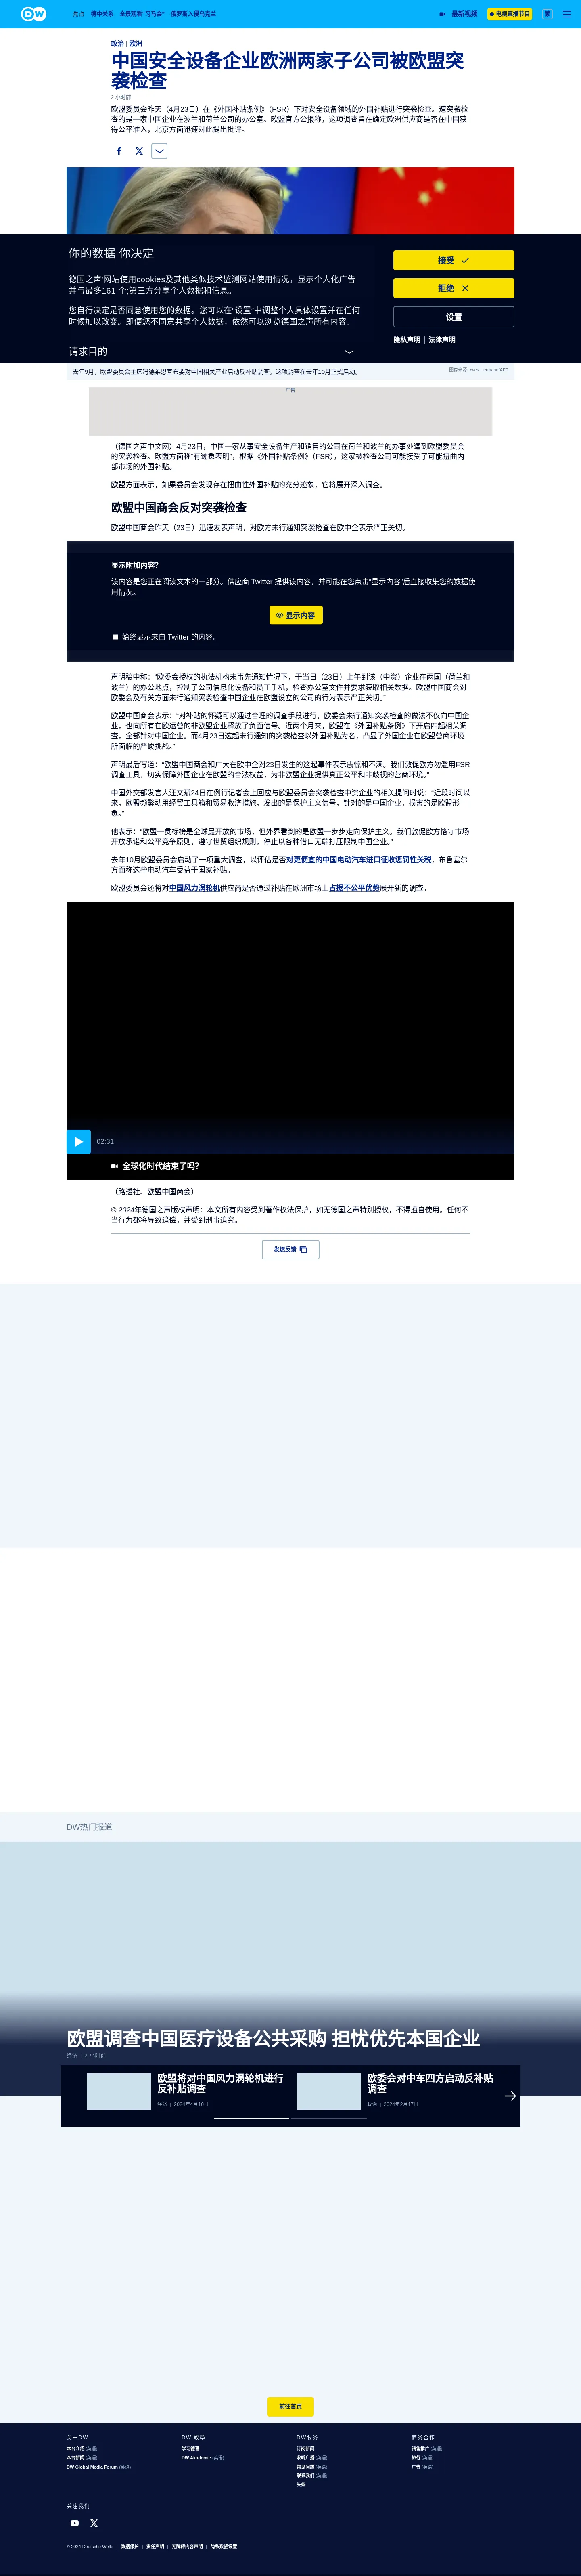 DW
焦点 德中关系 全景观看“习马会” 俄罗斯入侵乌克兰
最新视频 电视直播节目 繁
政治 | 欧洲
中国安全设备企业欧洲两家子公司被欧盟突
袭检查
2 小时前
欧盟委员会昨天（4月23日）在《外国补贴条例》（FSR）下对安全设备领域的外国补贴进行突袭检查。遭突袭检
查的是一家中国企业在波兰和荷兰公司的办公室。欧盟官方公报称，这项调查旨在确定欧洲供应商是否在中国获
得公平准入，北京方面迅速对此提出批评。
你的数据 你决定
德国之声‘网站使用cookies及其他类似技术监测网站使用情况，显示个人化广告
并与最多161 个;第三方分享个人数据和信息。
您自行决定是否同意使用您的数据。您可以在“设置”中调整个人具体设置并在任何
时候加以改变。即便您不同意共享个人数据，依然可以浏览德国之声所有内容。
请求目的
接受
拒绝
设置
隐私声明 | 法律声明
去年9月，欧盟委员会主席冯德莱恩宣布要对中国相关产业启动反补贴调查。这项调查在去年10月正式启动。
图像来源: Yves Herman/AFP
广告
（德国之声中文网）4月23日，中国一家从事安全设备生产和销售的公司在荷兰和波兰的办事处遭到欧盟委员会
的突袭检查。欧盟方面称“有迹象表明”，根据《外国补贴条例》（FSR），这家被检查公司可能接受了可能扭曲内
部市场的外国补贴。
欧盟方面表示，如果委员会发现存在扭曲性外国补贴的充分迹象，它将展开深入调查。
欧盟中国商会反对突袭检查
欧盟中国商会昨天（23日）迅速发表声明，对欧方未行通知突袭检查在欧中企表示严正关切。
显示附加内容？
该内容是您正在阅读文本的一部分。供应商 Twitter 提供该内容，并可能在您点击“显示内容”后直接收集您的数据使
用情况。
显示内容
始终显示来自 Twitter 的内容。
声明稿中称：“欧委会授权的执法机构未事先通知情况下，于当日（23日）上午到该（中资）企业在两国（荷兰和
波兰）的办公地点，控制了公司信息化设备和员工手机，检查办公室文件并要求获取相关数据。欧盟中国商会对
欧委会及有关方面未行通知突袭检查中国企业在欧盟设立的公司的行为表示严正关切。”
欧盟中国商会表示：“对补贴的怀疑可以通过合理的调查手段进行，欧委会未行通知突袭检查的做法不仅向中国企
业，也向所有在欧运营的非欧盟企业释放了负面信号。近两个月来，欧盟在《外国补贴条例》下开启四起相关调
查，全部针对中国企业。而4月23日这起未行通知的突袭检查以外国补贴为名，凸显了外国企业在欧盟营商环境
所面临的严峻挑战。”
声明最后写道：“欧盟中国商会和广大在欧中企对23日发生的这起事件表示震惊和不满。我们敦促欧方勿滥用FSR
调查工具，切实保障外国企业在欧盟的合法权益，为非欧盟企业提供真正公平和非歧视的营商环境。”
中国外交部发言人汪文斌24日在例行记者会上回应与欧盟委员会突袭检查中资企业的相关提问时说：“近段时间以
来，欧盟频繁动用经贸工具箱和贸易救济措施，发出的是保护主义信号，针对的是中国企业，损害的是欧盟形
象。”
他表示：“欧盟一贯标榜是全球最开放的市场，但外界看到的是欧盟一步步走向保护主义。我们敦促欧方恪守市场
开放承诺和公平竞争原则，遵守世贸组织规则，停止以各种借口无端打压限制中国企业。”
去年10月欧盟委员会启动了一项重大调查，以评估是否对更便宜的中国电动汽车进口征收惩罚性关税，布鲁塞尔
方面称这些电动汽车受益于国家补贴。
欧盟委员会还将对中国风力涡轮机供应商是否通过补贴在欧洲市场上占据不公平优势展开新的调查。
02:31
全球化时代结束了吗？
（路透社、欧盟中国商会）
© 2024年德国之声版权声明：本文所有内容受到著作权法保护，如无德国之声特别授权，不得擅自使用。任何不
当行为都将导致追偿，并受到刑事追究。
发送反馈
DW热门报道
欧盟调查中国医疗设备公共采购 担忧优先本国企业
经济 | 2 小时前
欧盟将对中国风力涡轮机进行
反补贴调查
经济 | 2024年4月10日
欧委会对中车四方启动反补贴
调查
政治 | 2024年2月17日
前往首页
关于DW
本台介绍 (英语)
本台新闻 (英语)
DW Global Media Forum (英语)
DW 教学
学习德语
DW Akademie (英语)
DW服务
订阅新闻
收听广播 (英语)
常见问题 (英语)
联系我们 (英语)
头条
商务合作
销售推广 (英语)
旅行 (英语)
广告 (英语)
关注我们
© 2024 Deutsche Welle | 数据保护 | 责任声明 | 无障碍内容声明 | 隐私数据设置